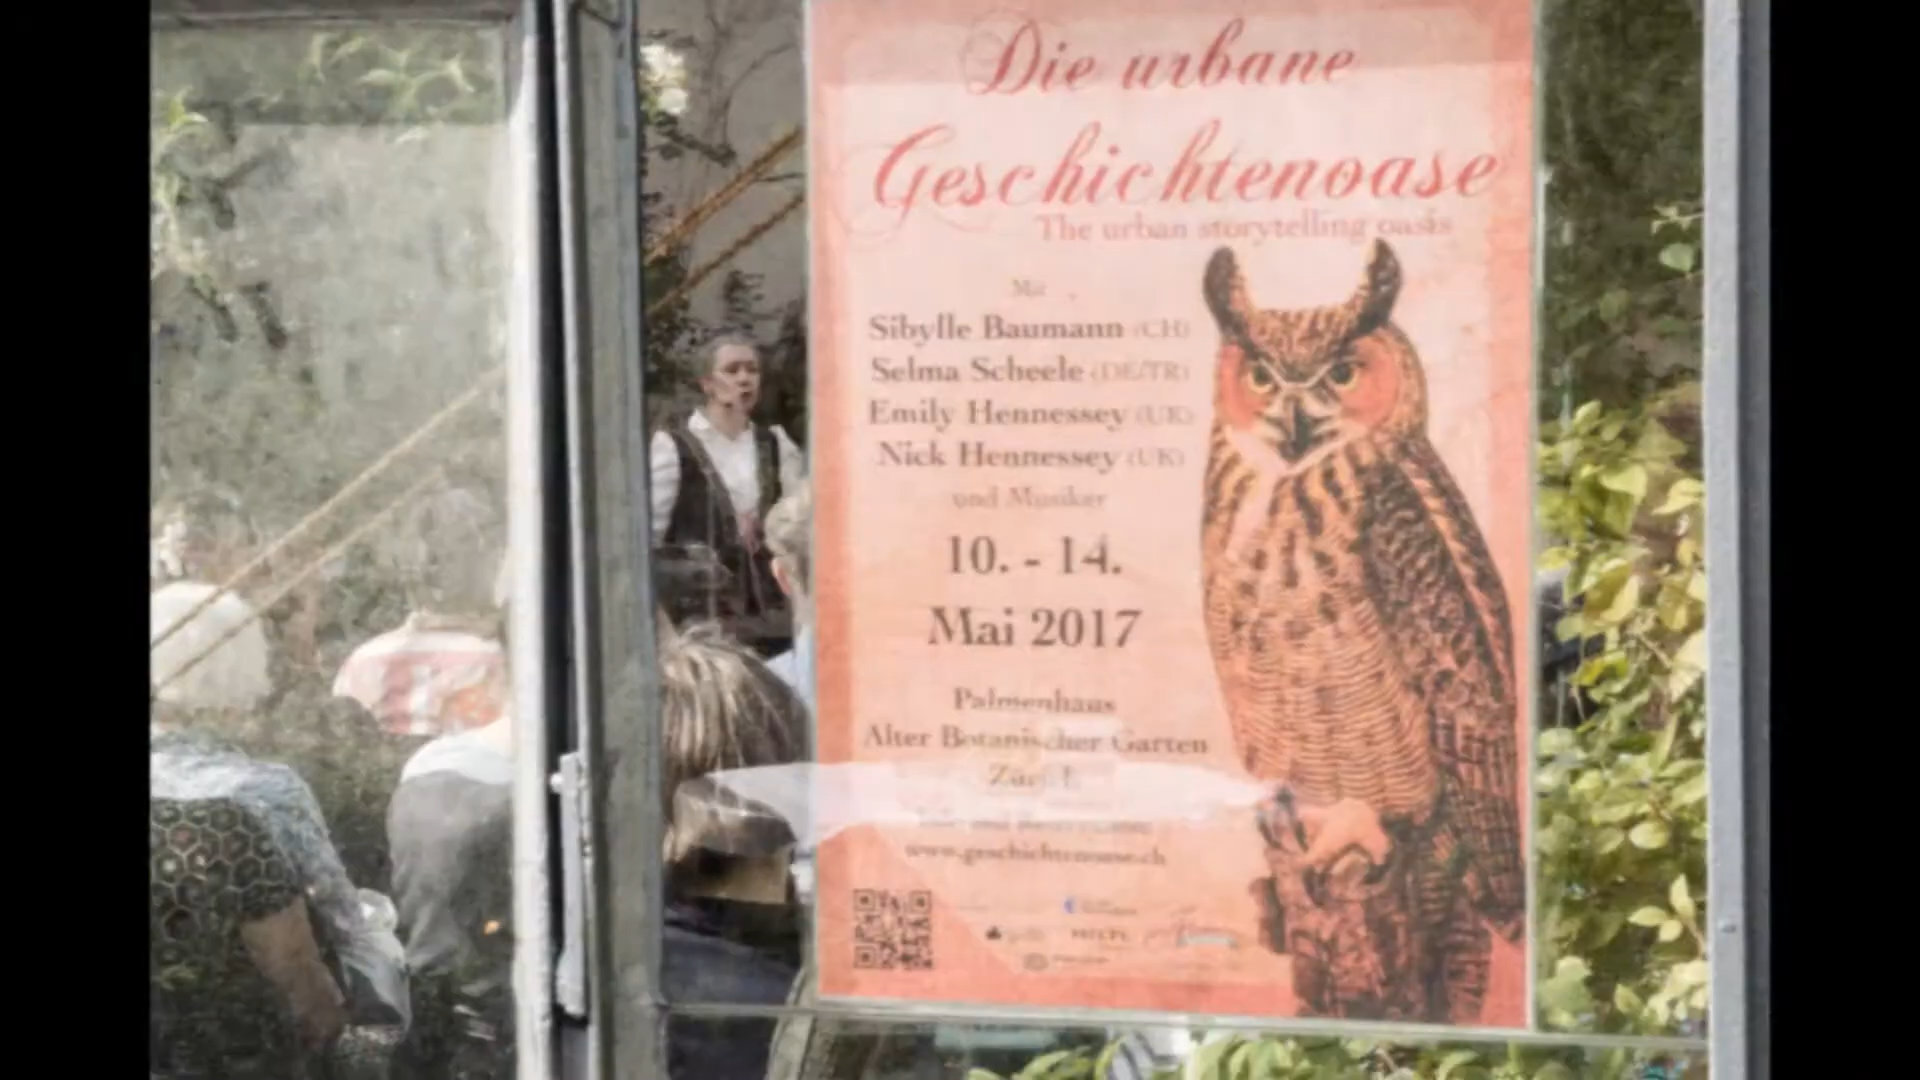 Die urbane
Geschichtenoase
The urban storytelling oasis
Mit
Sibylle Baumann (CH)
Selma Scheele (DE/TR)
Emily Hennessey (UK)
Nick Hennessey (UK)
und Musiker
10. - 14.
Mai 2017
Palmenhaus
Alter Botanischer Garten
www.geschichtenoase.ch